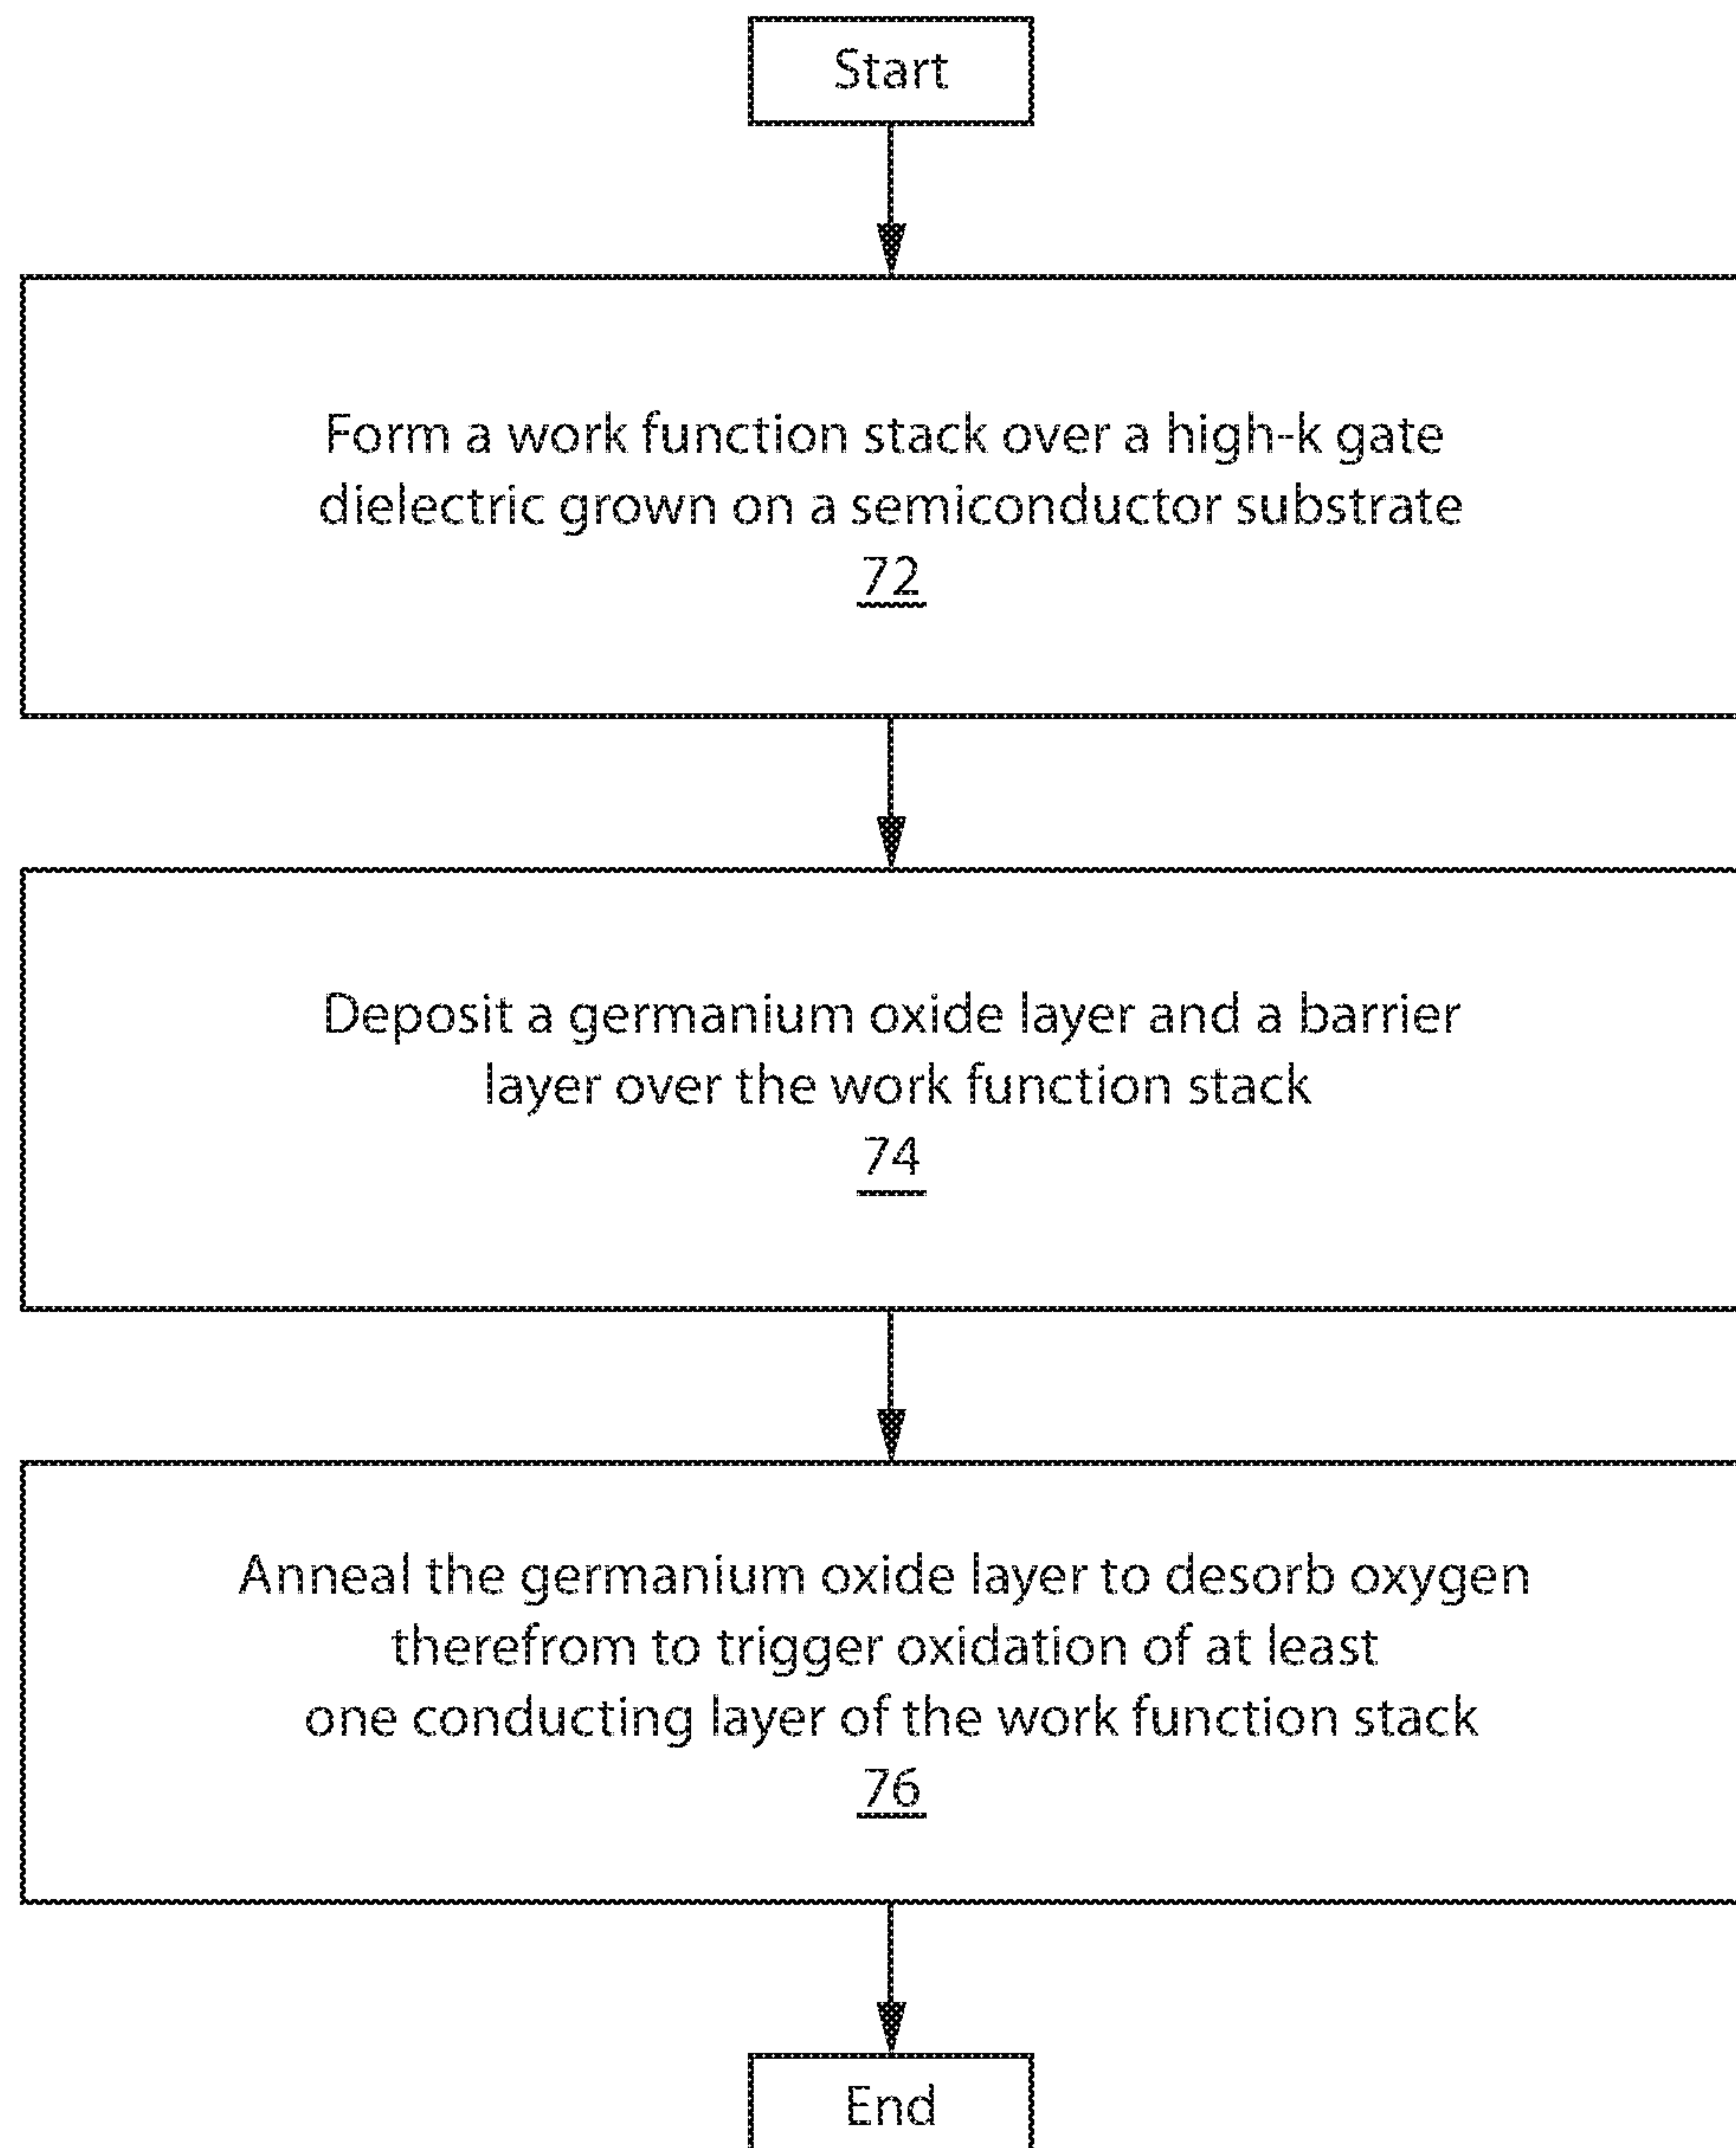 Start
Form a work function stack over a high-k gate
dielectric grown on a semiconductor substrate
72
Deposit a germanium oxide layer and a barrier
layer over the work function stack
74
Anneal the germanium oxide layer to desorb oxygen
therefrom to trigger oxidation of at least
one conducting layer of the work function stack
76
End